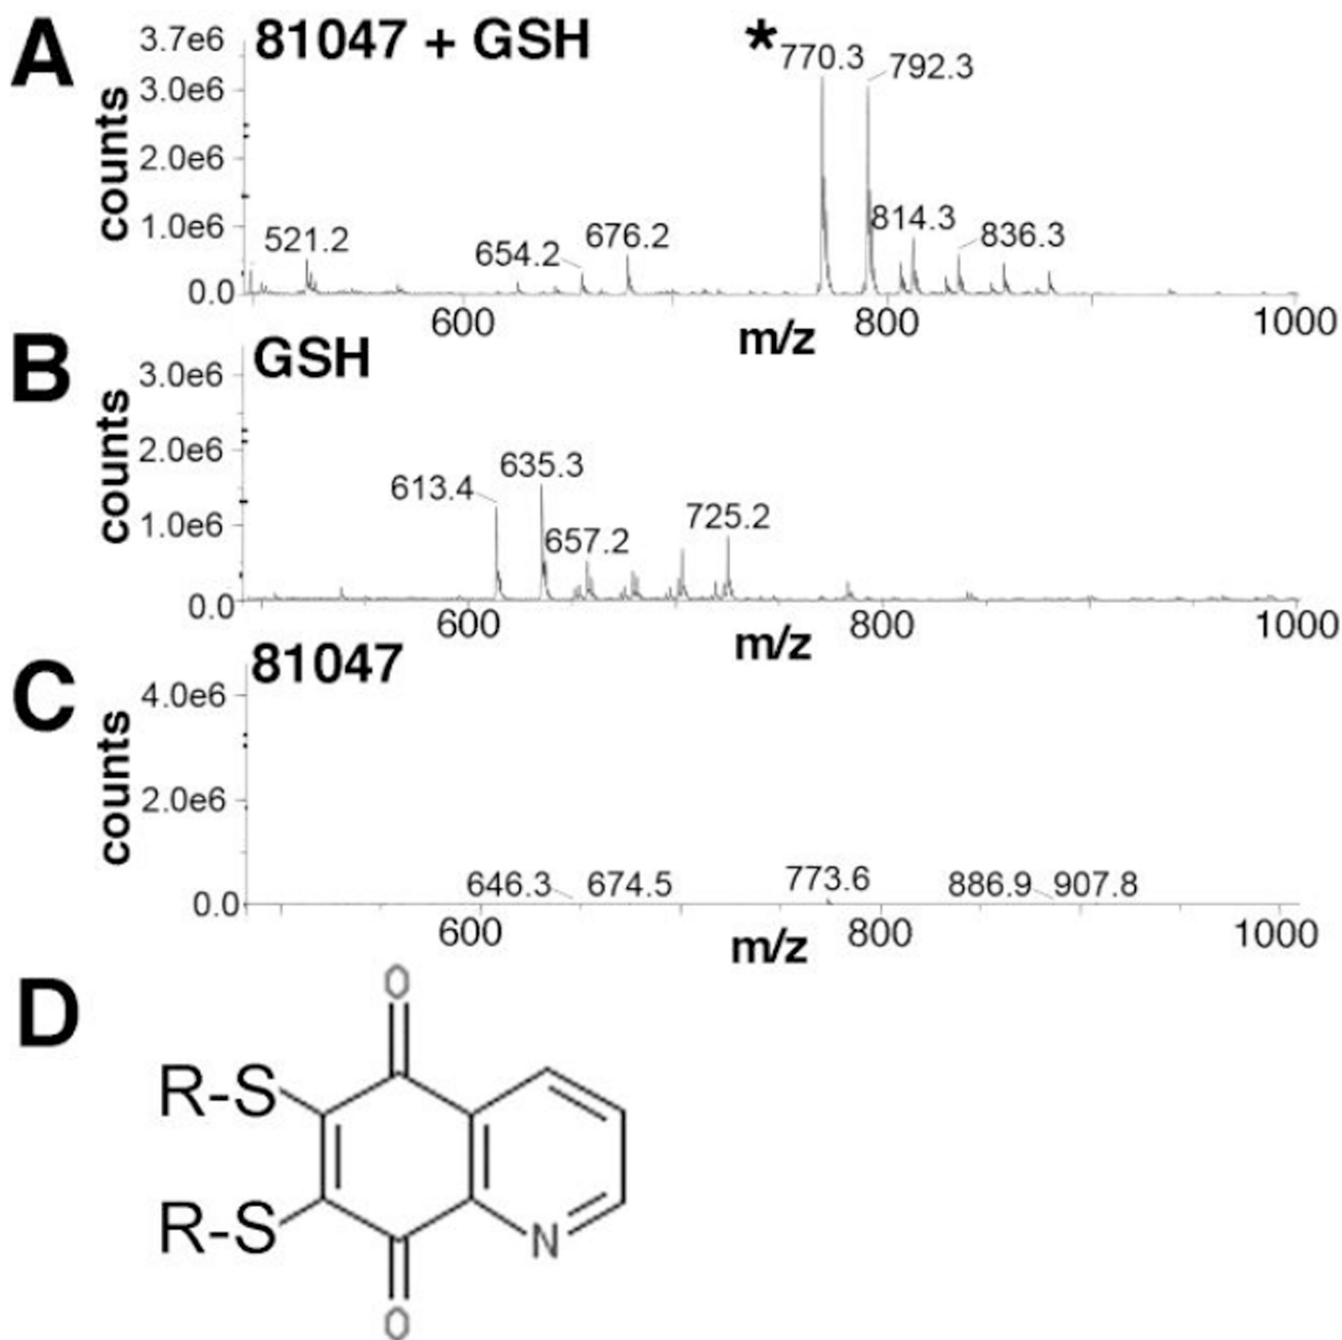 A
81047 + GSH
* 770.3 792.3
3.7e6
3.0e6
2.0e6
1.0e6
0.0
counts
521.2 654.2 676.2 814.3 836.3
600 800 1000
m/z
B
GSH
3.0e6
2.0e6
1.0e6
0.0
counts
613.4 635.3 657.2 725.2
600 800 1000
m/z
C
81047
4.0e6
2.0e6
0.0
counts
646.3 674.5 773.6 886.9 907.8
600 800 1000
m/z
D
O
R-S
R-S
N
O